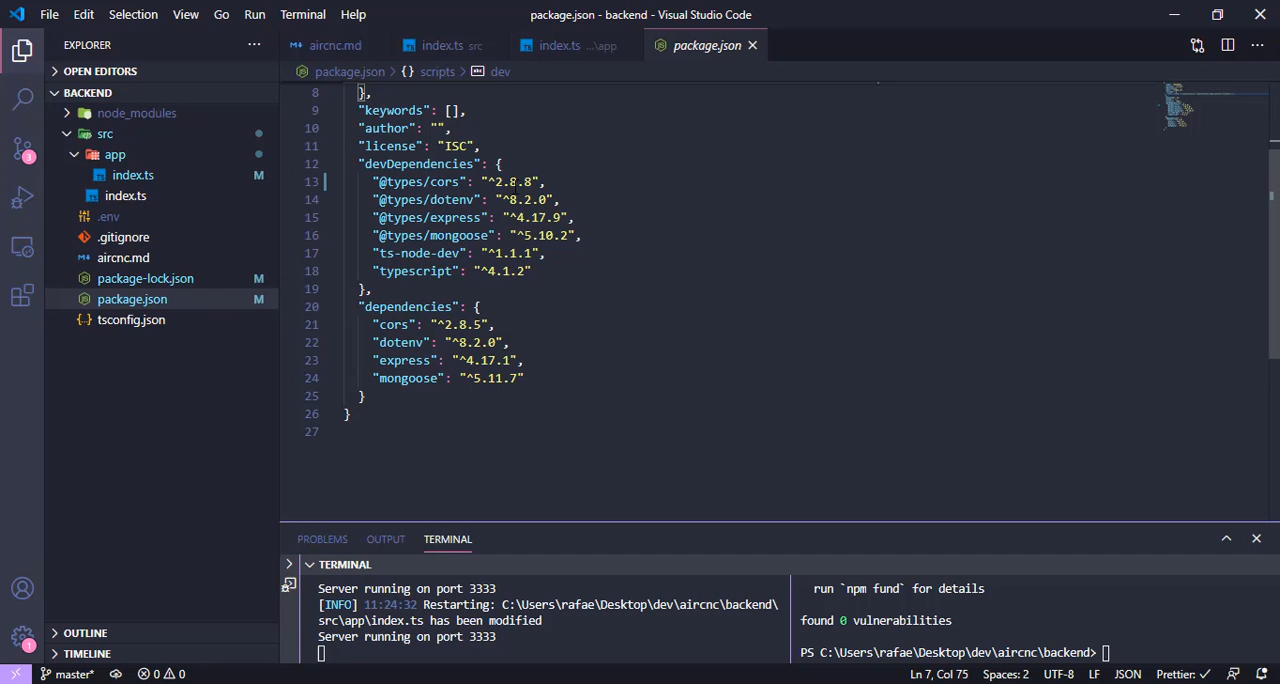 File Edit Selection View Go Run Terminal Help
package.json - backend - Visual Studio Code
EXPLORER
OPEN EDITORS
BACKEND
node_modules
src
app
index.ts M
index.ts
.env
.gitignore
aircnc.md
package-lock.json M
package.json M
tsconfig.json
OUTLINE
TIMELINE
3
1
aircnc.md
index.ts src
index.ts ...\app
package.json
package.json > {} scripts > abc dev
8 },
9 "keywords": [],
10 "author": "",
11 "license": "ISC",
12 "devDependencies": {
13 "@types/cors": "^2.8.8",
14 "@types/dotenv": "^8.2.0",
15 "@types/express": "^4.17.9",
16 "@types/mongoose": "^5.10.2",
17 "ts-node-dev": "^1.1.1",
18 "typescript": "^4.1.2"
19 },
20 "dependencies": {
21 "cors": "^2.8.5",
22 "dotenv": "^8.2.0",
23 "express": "^4.17.1",
24 "mongoose": "^5.11.7"
25 }
26 }
27
PROBLEMS OUTPUT TERMINAL
TERMINAL
Server running on port 3333
[INFO] 11:24:32 Restarting: C:\Users\rafae\Desktop\dev\aircnc\backend\
src\app\index.ts has been modified
Server running on port 3333
run `npm fund` for details
found 0 vulnerabilities
PS C:\Users\rafae\Desktop\dev\aircnc\backend>
master* 0 0
Ln 7, Col 75 Spaces: 2 UTF-8 LF JSON Prettier: ✓